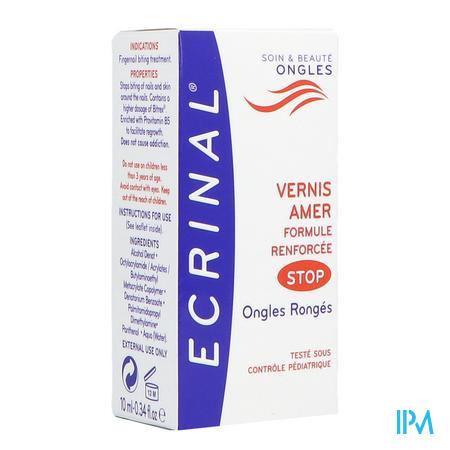 INDICATIONS
Fingernail biting treatment.
PROPERTIES
Stops biting of nails and skin
around the nails. Contains a
higher dosage of Bitrex®.
Enriched with Provitamin B5
to facilitate regrowth.
Does not cause addiction.
Do not use on children less
than 3 years of age.
Avoid contact with eyes. Keep
out of the reach of children.
INSTRUCTIONS FOR USE
(See leaflet inside).
INGREDIENTS
Alcohol Denat •
Octylacrylamide / Acrylates /
Butylaminoethyl
Metacrylate Copolymer •
Denatonium Benzoate •
Palmitamidopropyl
Dimethylamine •
Panthenol • Aqua (Water).
EXTERNAL USE ONLY
12 M
10 ml-0.34 fl.oz e
ECRINAL®
SOIN & BEAUTÉ
ONGLES
VERNIS
AMER
FORMULE
RENFORCÉE
STOP
Ongles Rongés
TESTÉ SOUS
CONTRÔLE PÉDIATRIQUE
IPM